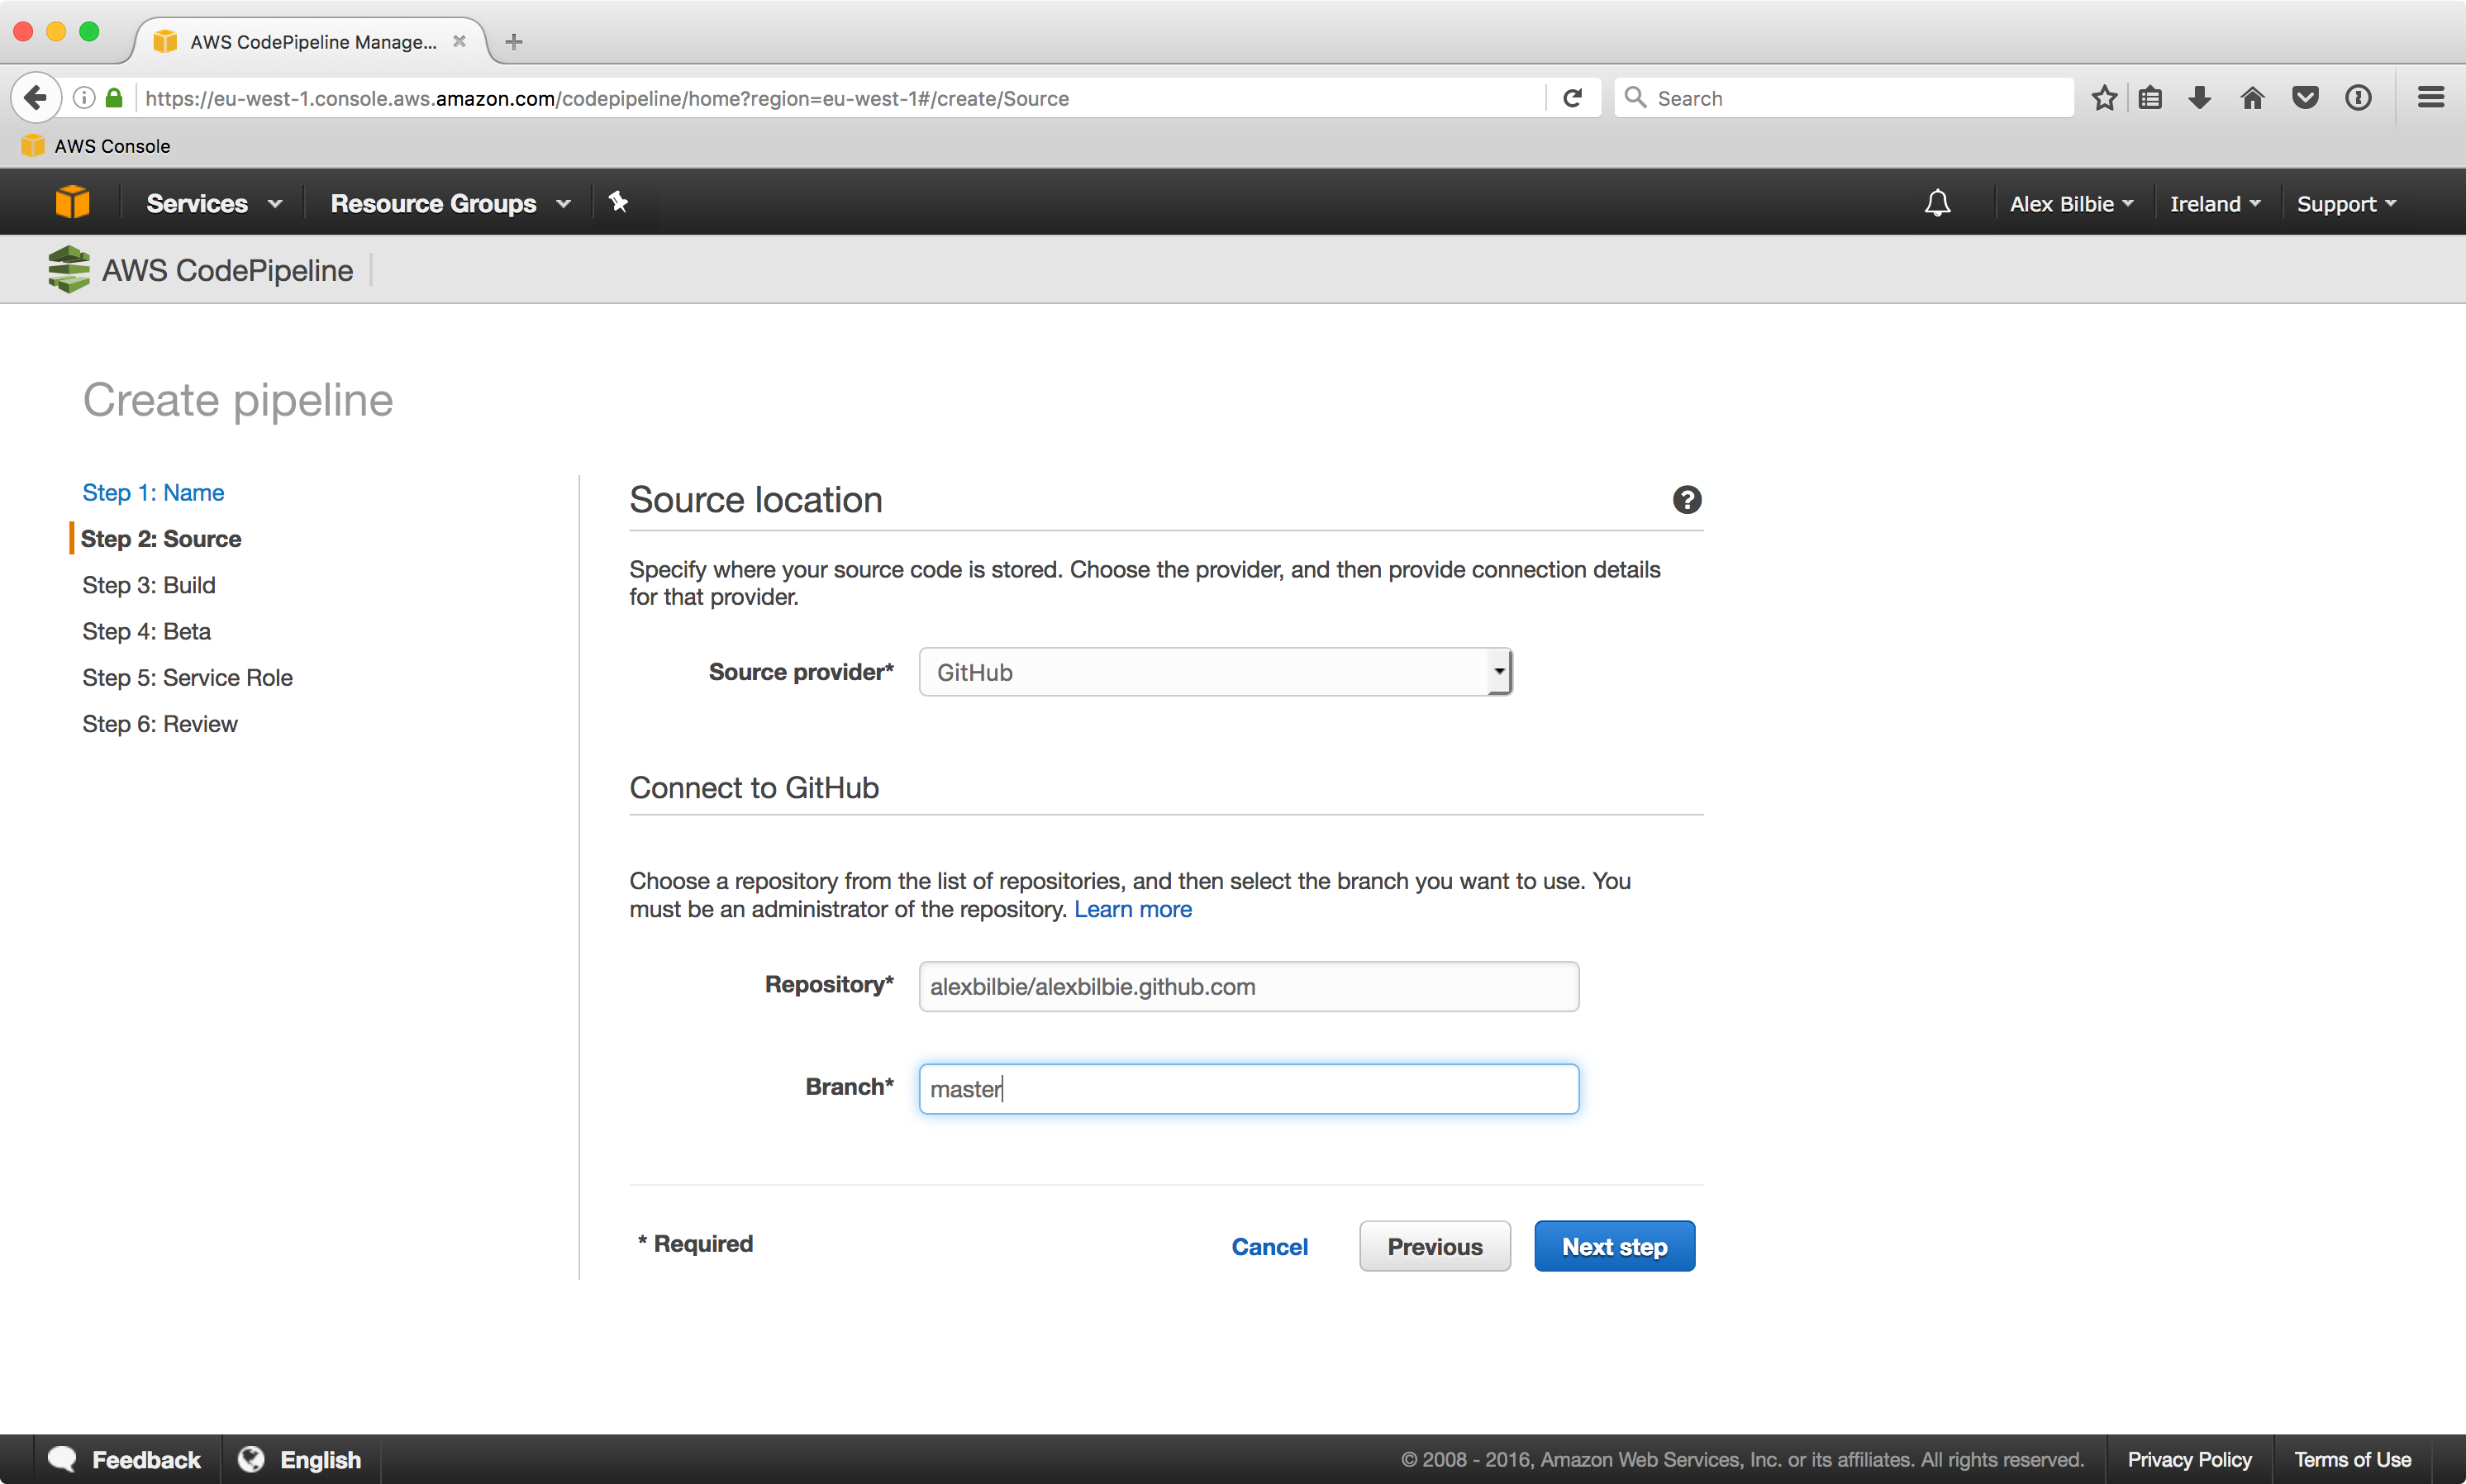 AWS CodePipeline Manage...
https://eu-west-1.console.aws.amazon.com/codepipeline/home?region=eu-west-1#/create/Source
Search
AWS Console
Services
Resource Groups
Alex Bilbie
Ireland
Support
AWS CodePipeline
Create pipeline
Step 1: Name
Step 2: Source
Step 3: Build
Step 4: Beta
Step 5: Service Role
Step 6: Review
Source location
Specify where your source code is stored. Choose the provider, and then provide connection details
for that provider.
Source provider*
GitHub
Connect to GitHub
Choose a repository from the list of repositories, and then select the branch you want to use. You
must be an administrator of the repository. Learn more
Repository*
alexbilbie/alexbilbie.github.com
Branch*
master
* Required
Cancel
Previous
Next step
Feedback
English
© 2008 - 2016, Amazon Web Services, Inc. or its affiliates. All rights reserved.
Privacy Policy
Terms of Use